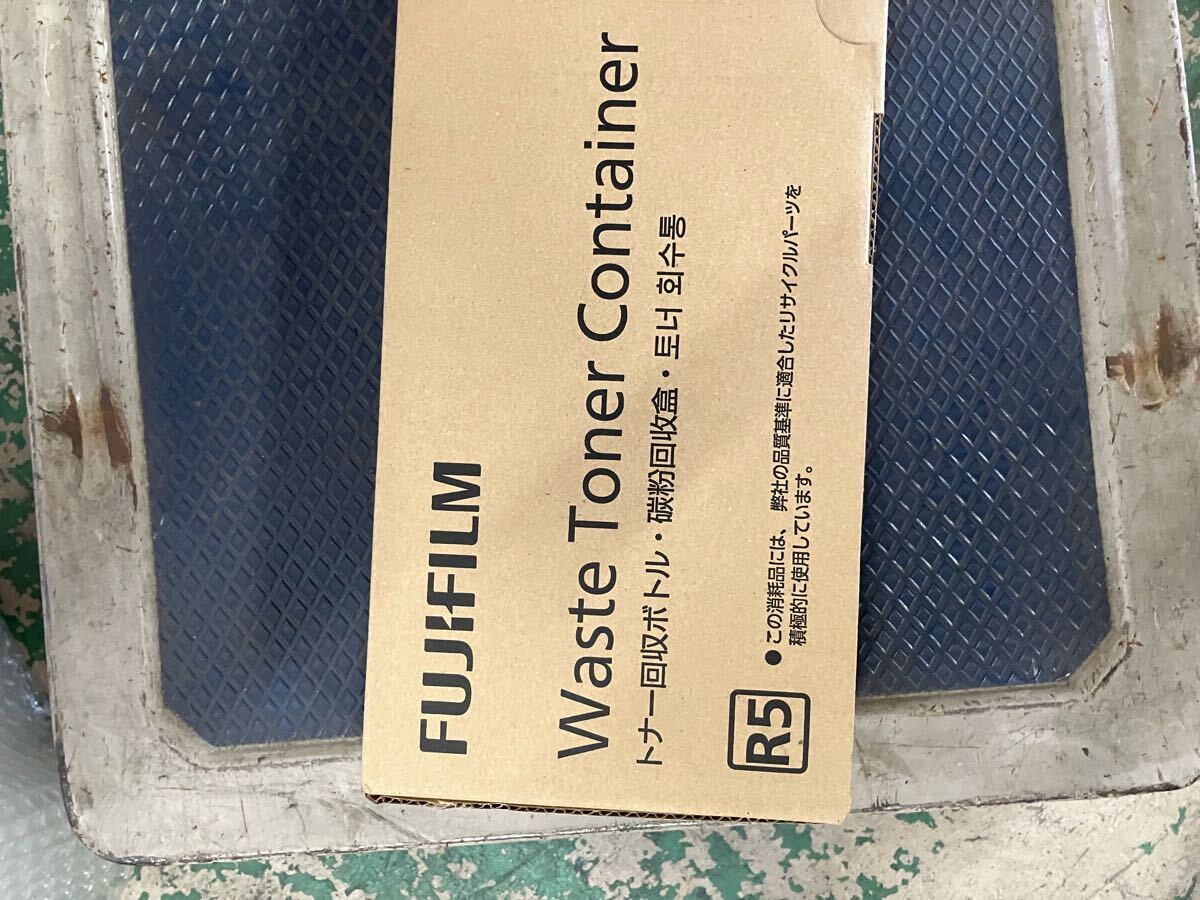 FUJIFILM
Waste Toner Container
トナー回収ボトル・碳粉回收盒・토너 회수통
R5
●この消耗品には、弊社の品質基準に適合したリサイクルパーツを
積極的に使用しています。